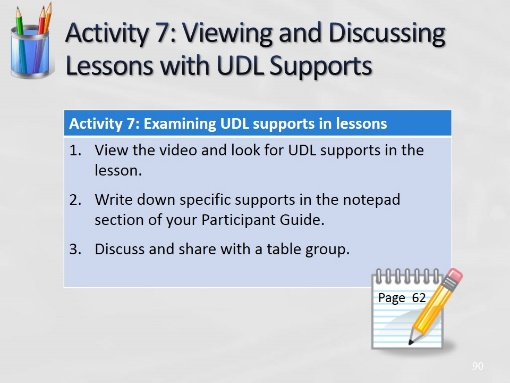 Activity 7: Viewing and Discussing
Lessons with UDL Supports
Activity 7: Examining UDL supports in lessons
1. View the video and look for UDL supports in the
lesson.
2. Write down specific supports in the notepad
section of your Participant Guide.
3. Discuss and share with a table group.
Page 62
90